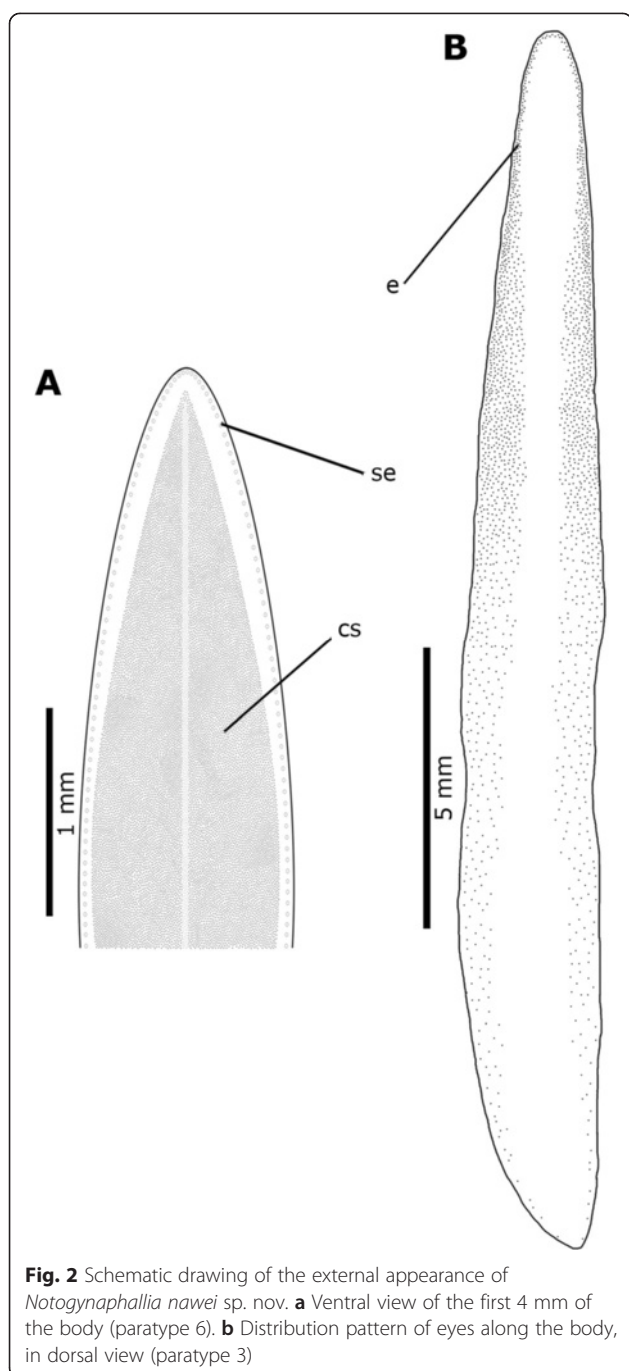 B
e
A
se
cs
1 mm
5 mm
Fig. 2 Schematic drawing of the external appearance of
Notogynaphallia nawei sp. nov. a Ventral view of the first 4 mm of
the body (paratype 6). b Distribution pattern of eyes along the body,
in dorsal view (paratype 3)